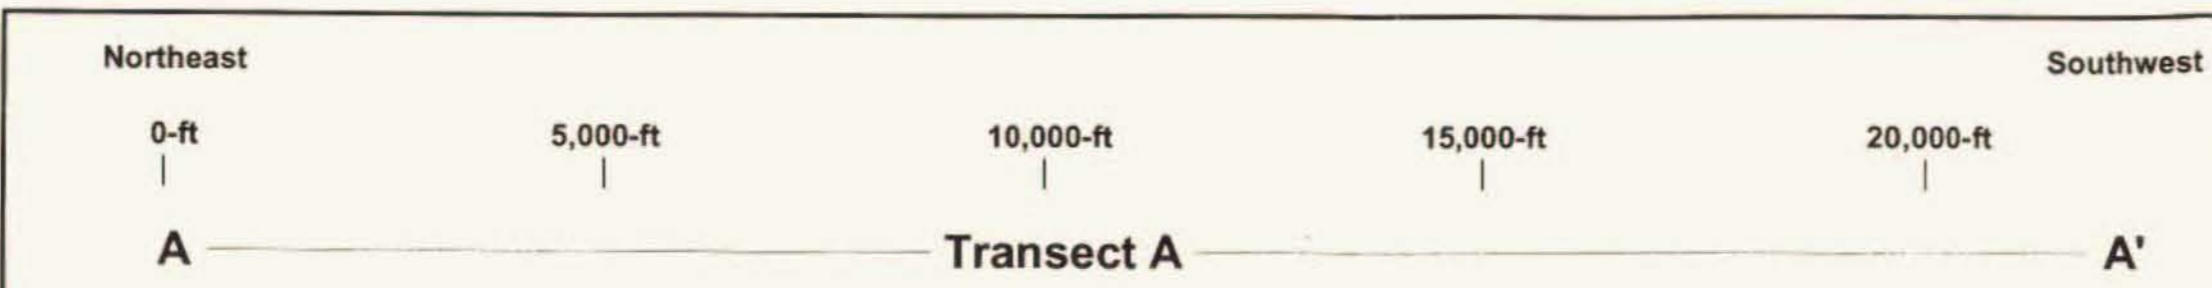 Northeast Southwest
0-ft 5,000-ft 10,000-ft 15,000-ft 20,000-ft
A Transect A A'